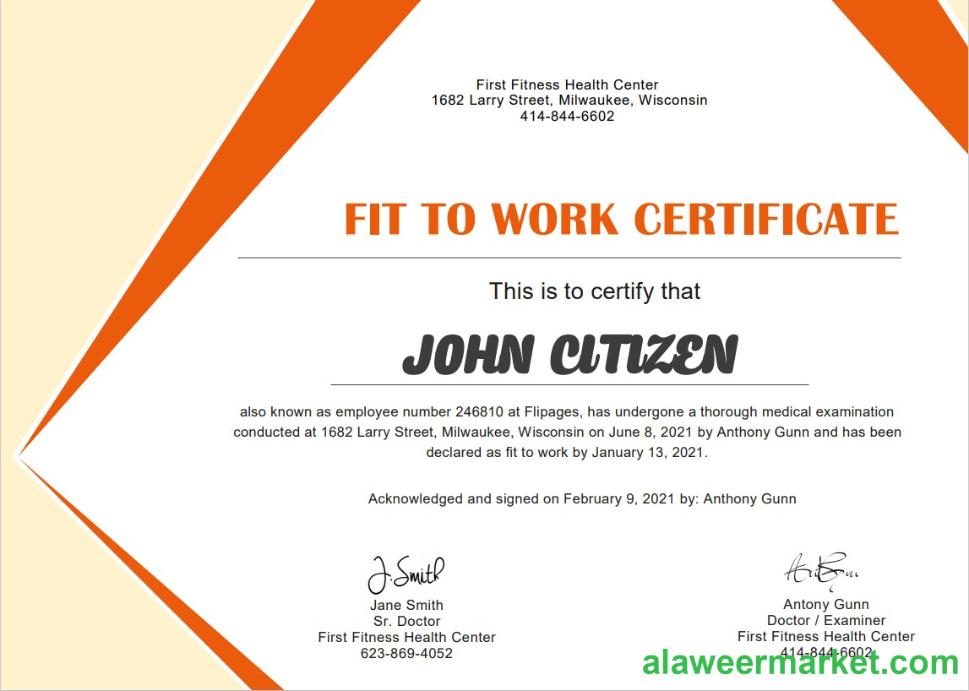 First Fitness Health Center
1682 Larry Street, Milwaukee, Wisconsin
414-844-6602
FIT TO WORK CERTIFICATE
This is to certify that
JOHN CITIZEN
also known as employee number 246810 at Flipages, has undergone a thorough medical examination
conducted at 1682 Larry Street, Milwaukee, Wisconsin on June 8, 2021 by Anthony Gunn and has been
declared as fit to work by January 13, 2021.
Acknowledged and signed on February 9, 2021 by: Anthony Gunn
J. Smith
Jane Smith
Sr. Doctor
First Fitness Health Center
623-869-4052
Antony Gunn
Doctor / Examiner
First Fitness Health Center
414-844-6602
alaweermarket.com